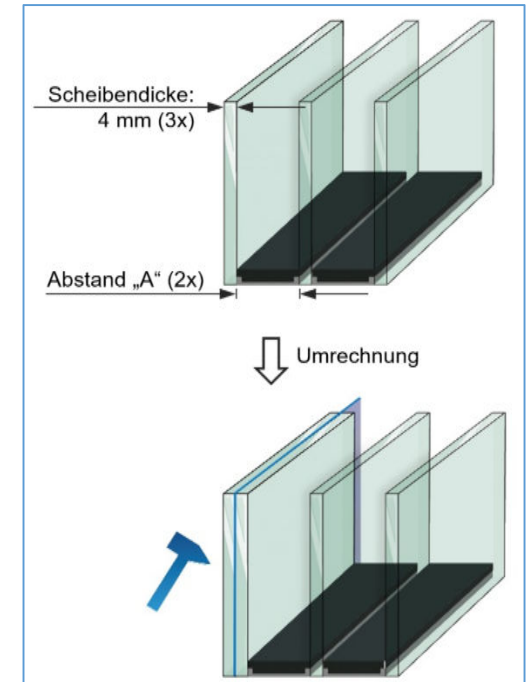 Scheibendicke:
4 mm (3x)
Abstand „A“ (2x)
Umrechnung